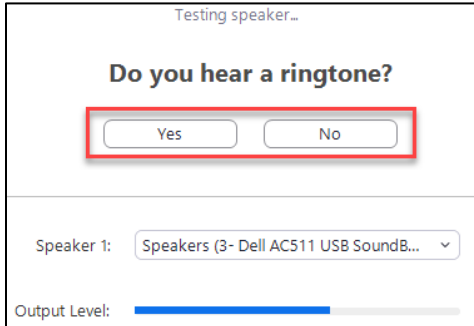 Testing speaker...
Do you hear a ringtone?
Yes No
Speaker 1: Speakers (3- Dell AC511 USB SoundB...
Output Level: